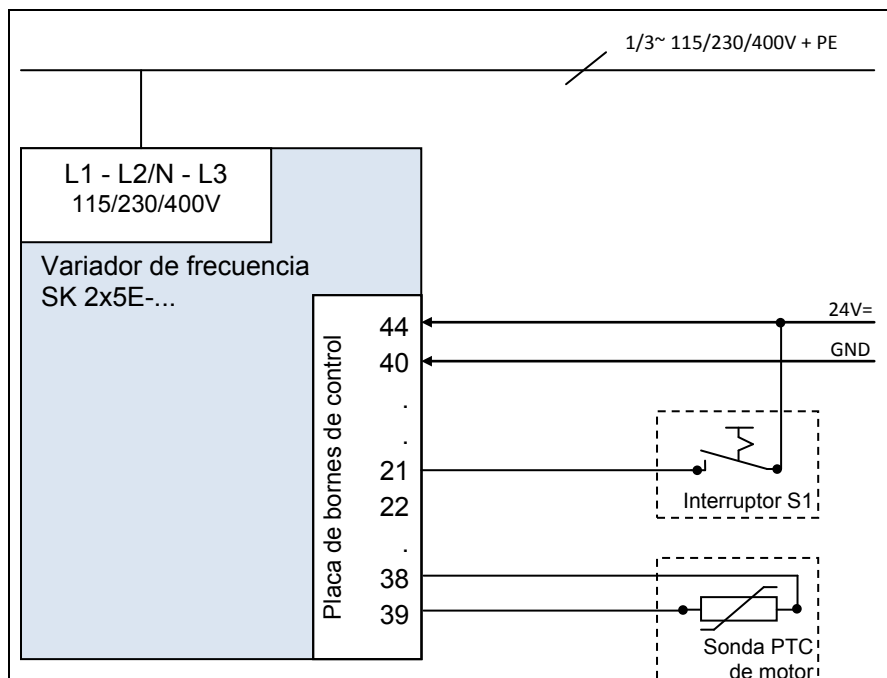 1/3~ 115/230/400V + PE
L1 - L2/N - L3
115/230/400V
Variador de frecuencia
SK 2x5E-...
Placa de bornes de control
44
40
.
.
21
22
.
38
39
24V=
GND
Interruptor S1
Sonda PTC
de motor